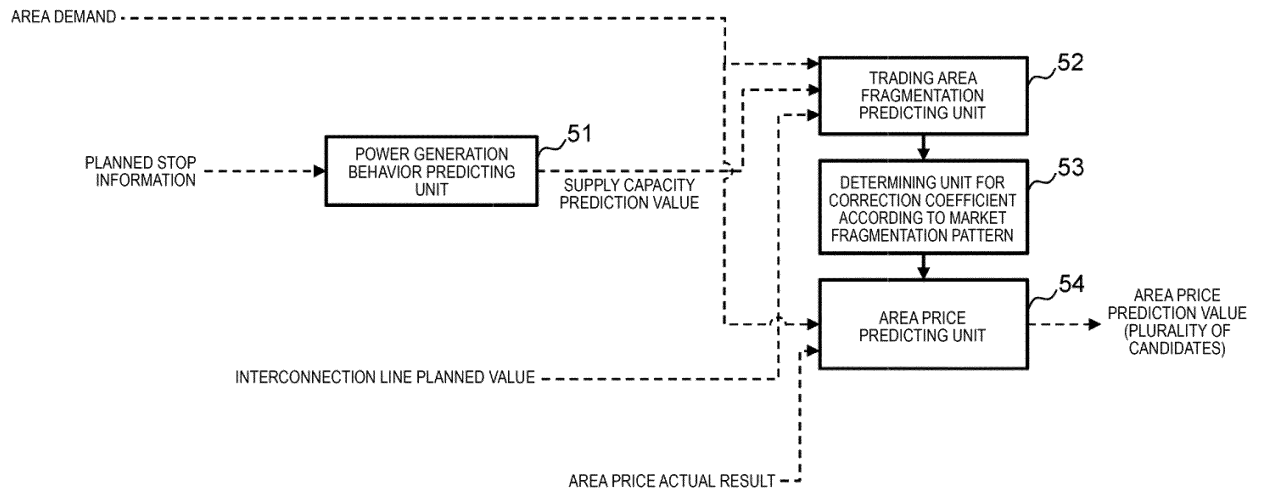 AREA DEMAND
52
TRADING AREA
FRAGMENTATION
PREDICTING UNIT
51
POWER GENERATION
BEHAVIOR PREDICTING
UNIT
PLANNED STOP
INFORMATION
SUPPLY CAPACITY
PREDICTION VALUE
53
DETERMINING UNIT FOR
CORRECTION COEFFICIENT
ACCORDING TO MARKET
FRAGMENTATION PATTERN
54
AREA PRICE
PREDICTING UNIT
AREA PRICE
PREDICTION VALUE
(PLURALITY OF
CANDIDATES)
INTERCONNECTION LINE PLANNED VALUE
AREA PRICE ACTUAL RESULT